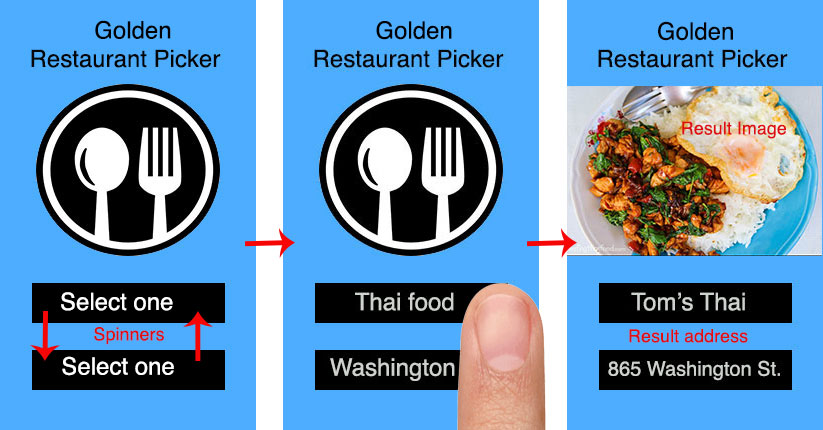 Golden
Restaurant Picker
Select one
Spinners
Select one
Golden
Restaurant Picker
Thai food
Washington
Golden
Restaurant Picker
Result Image
Tom's Thai
Result address
865 Washington St.